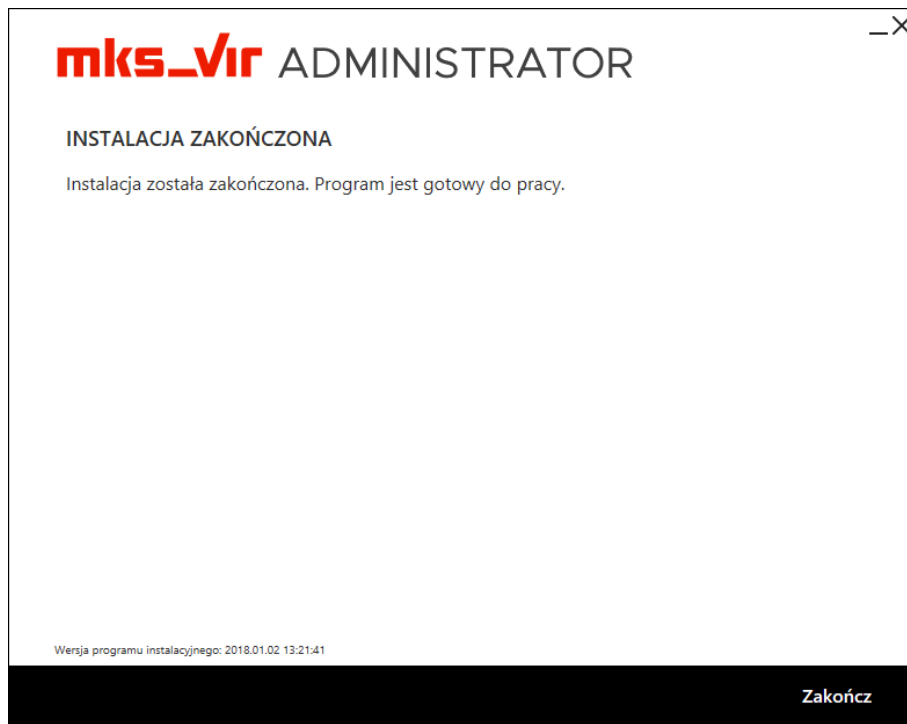 mks_vir ADMINISTRATOR
INSTALACJA ZAKOŃCZONA
Instalacja została zakończona. Program jest gotowy do pracy.
Wersja programu instalacyjnego: 2018.01.02 13:21:41
Zakończ